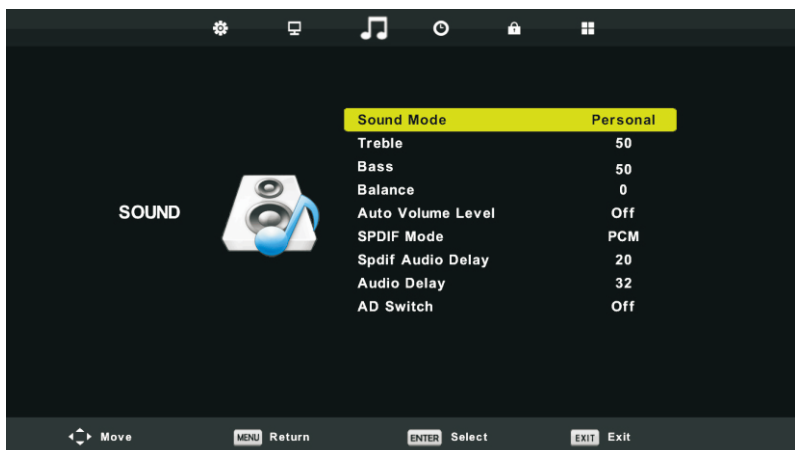 Sound Mode Personal
Treble 50
Bass 50
Balance 0
SOUND Auto Volume Level Off
SPDIF Mode PCM
Spdif Audio Delay 20
Audio Delay 32
AD Switch Off
Move MENU Return ENTER Select EXIT Exit